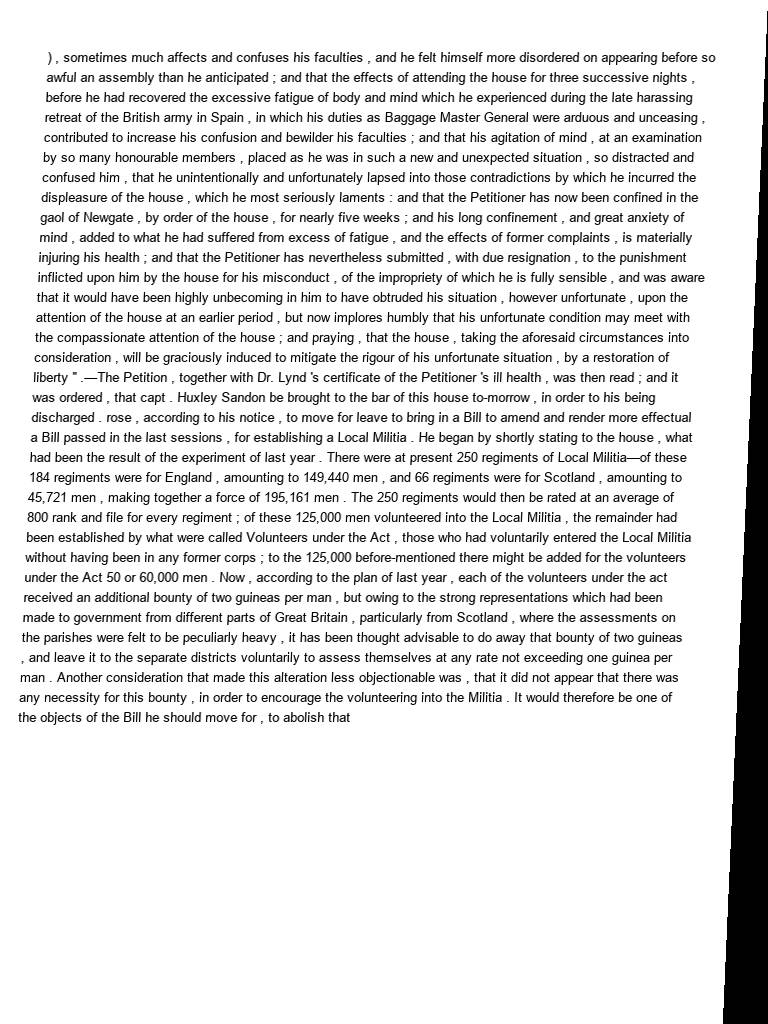 ) , sometimes much affects and confuses his faculties , and he felt himself more disordered on appearing before so
awful an assembly than he anticipated ; and that the effects of attending the house for three successive nights ,
before he had recovered the excessive fatigue of body and mind which he experienced during the late harassing
retreat of the British army in Spain , in which his duties as Baggage Master General were arduous and unceasing ,
contributed to increase his confusion and bewilder his faculties ; and that his agitation of mind , at an examination
by so many honourable members , placed as he was in such a new and unexpected situation , so distracted and
confused him , that he unintentionally and unfortunately lapsed into those contradictions by which he incurred the
displeasure of the house , which he most seriously laments : and that the Petitioner has now been confined in the
gaol of Newgate , by order of the house , for nearly five weeks ; and his long confinement , and great anxiety of
mind , added to what he had suffered from excess of fatigue , and the effects of former complaints , is materially
injuring his health ; and that the Petitioner has nevertheless submitted , with due resignation , to the punishment
inflicted upon him by the house for his misconduct , of the impropriety of which he is fully sensible , and was aware
that it would have been highly unbecoming in him to have obtruded his situation , however unfortunate , upon the
attention of the house at an earlier period , but now implores humbly that his unfortunate condition may meet with
the compassionate attention of the house ; and praying , that the house , taking the aforesaid circumstances into
consideration , will be graciously induced to mitigate the rigour of his unfortunate situation , by a restoration of
liberty " .—The Petition , together with Dr. Lynd 's certificate of the Petitioner 's ill health , was then read ; and it
was ordered , that capt . Huxley Sandon be brought to the bar of this house to-morrow , in order to his being
discharged . rose , according to his notice , to move for leave to bring in a Bill to amend and render more effectual
a Bill passed in the last sessions , for establishing a Local Militia . He began by shortly stating to the house , what
had been the result of the experiment of last year . There were at present 250 regiments of Local Militia—of these
184 regiments were for England , amounting to 149,440 men , and 66 regiments were for Scotland , amounting to
45,721 men , making together a force of 195,161 men . The 250 regiments would then be rated at an average of
800 rank and file for every regiment ; of these 125,000 men volunteered into the Local Militia , the remainder had
been established by what were called Volunteers under the Act , those who had voluntarily entered the Local Militia
without having been in any former corps ; to the 125,000 before-mentioned there might be added for the volunteers
under the Act 50 or 60,000 men . Now , according to the plan of last year , each of the volunteers under the act
received an additional bounty of two guineas per man , but owing to the strong representations which had been
made to government from different parts of Great Britain , particularly from Scotland , where the assessments on
the parishes were felt to be peculiarly heavy , it has been thought advisable to do away that bounty of two guineas
, and leave it to the separate districts voluntarily to assess themselves at any rate not exceeding one guinea per
man . Another consideration that made this alteration less objectionable was , that it did not appear that there was
any necessity for this bounty , in order to encourage the volunteering into the Militia . It would therefore be one of
the objects of the Bill he should move for , to abolish that